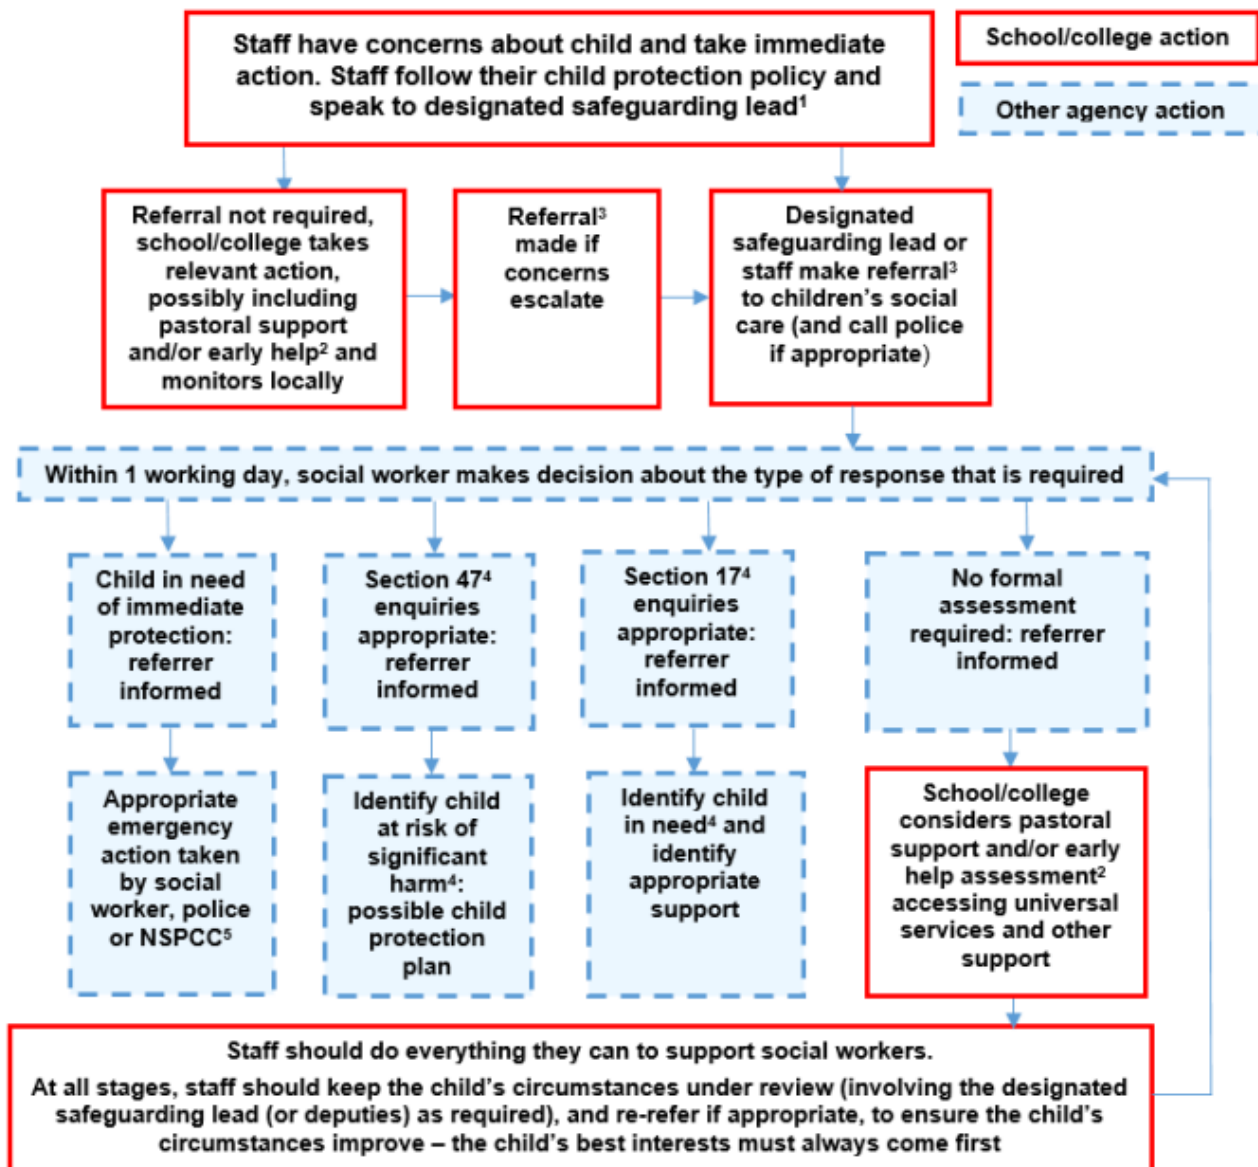 Staff have concerns about child and take immediate
action. Staff follow their child protection policy and
speak to designated safeguarding lead¹
School/college action
Other agency action
Referral not required,
school/college takes
relevant action,
possibly including
pastoral support
and/or early help² and
monitors locally
Referral³
made if
concerns
escalate
Designated
safeguarding lead or
staff make referral³
to children’s social
care (and call police
if appropriate)
Within 1 working day, social worker makes decision about the type of response that is required
Child in need
of immediate
protection:
referrer
informed
Section 47⁴
enquiries
appropriate:
referrer
informed
Section 17⁴
enquiries
appropriate:
referrer
informed
No formal
assessment
required: referrer
informed
Appropriate
emergency
action taken
by social
worker, police
or NSPCC⁵
Identify child
at risk of
significant
harm⁴:
possible child
protection
plan
Identify child
in need⁴ and
identify
appropriate
support
School/college
considers pastoral
support and/or early
help assessment²
accessing universal
services and other
support
Staff should do everything they can to support social workers.
At all stages, staff should keep the child’s circumstances under review (involving the designated
safeguarding lead (or deputies) as required), and re-refer if appropriate, to ensure the child’s
circumstances improve – the child’s best interests must always come first